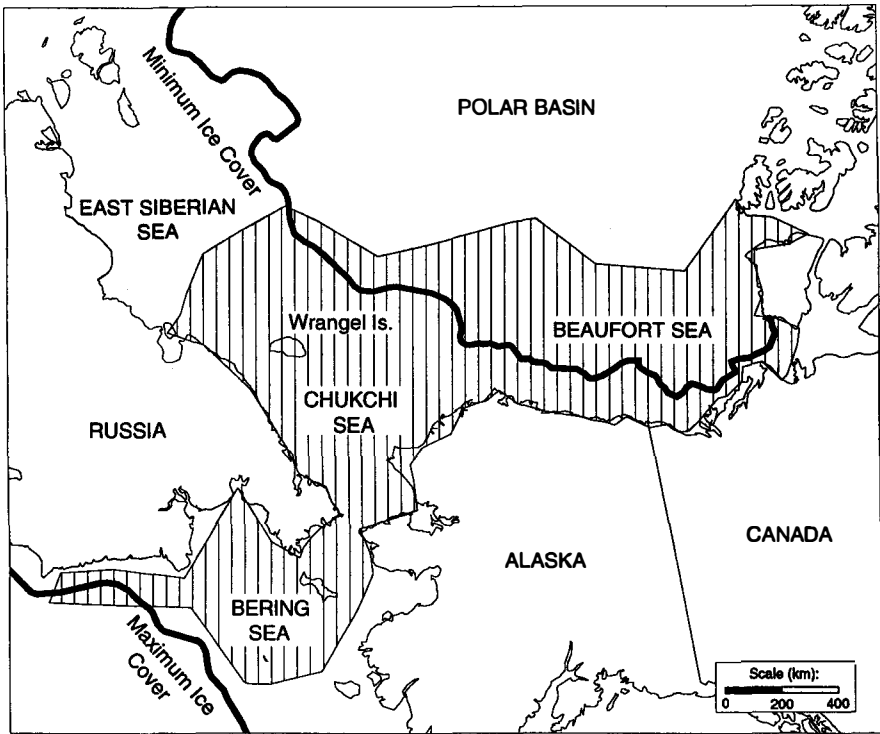 POLAR BASIN
Minimum Ice Cover
EAST SIBERIAN
SEA
Wrangel Is.
BEAUFORT SEA
CHUKCHI
SEA
RUSSIA
ALASKA
CANADA
BERING
SEA
Maximum Ice
Cover
Scale (km):
0 200 400